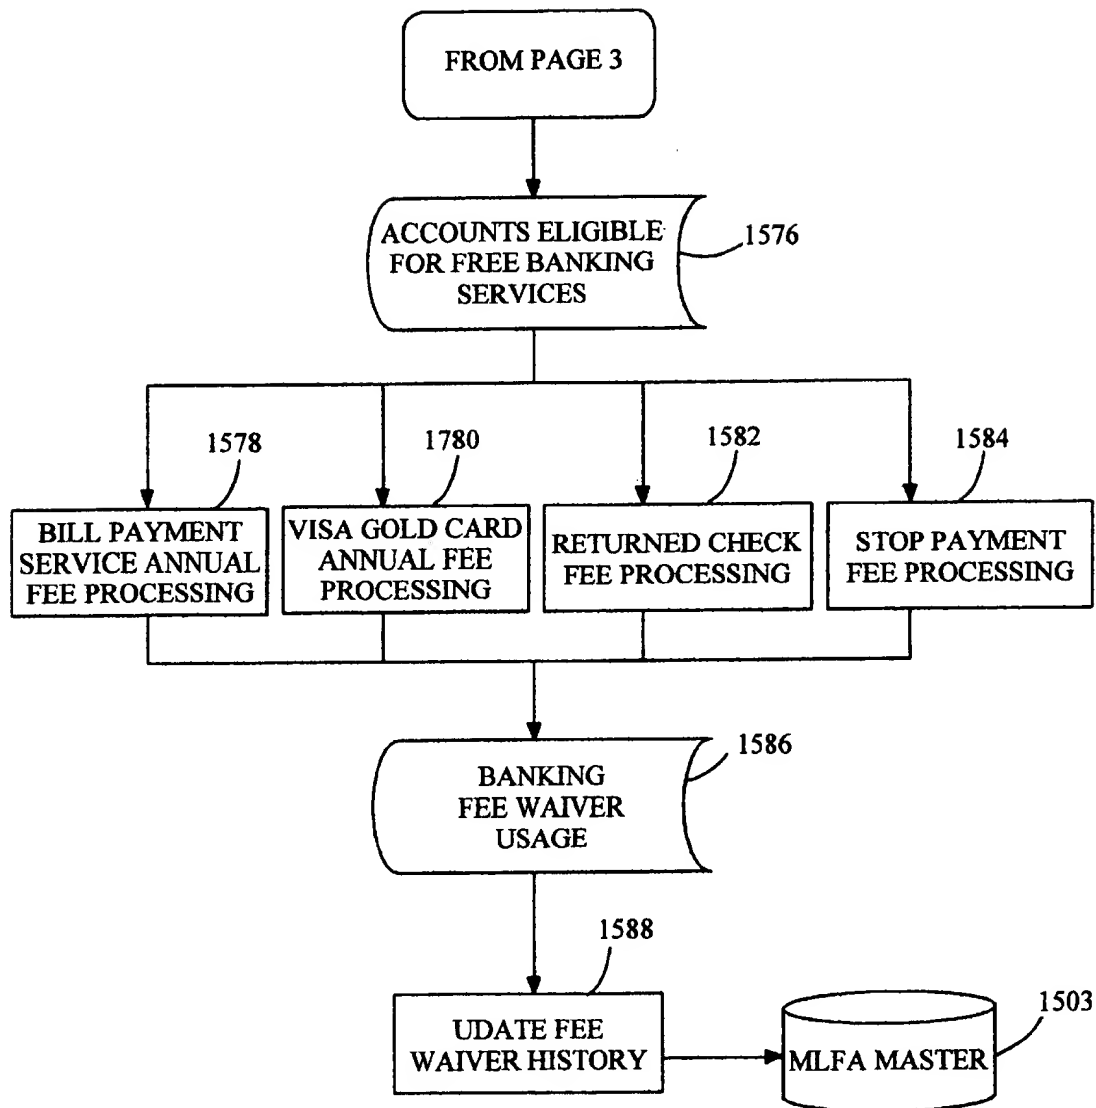 FROM PAGE 3
ACCOUNTS ELIGIBLE
FOR FREE BANKING
SERVICES
1576
1578
1780
1582
1584
BILL PAYMENT
SERVICE ANNUAL
FEE PROCESSING
VISA GOLD CARD
ANNUAL FEE
PROCESSING
RETURNED CHECK
FEE PROCESSING
STOP PAYMENT
FEE PROCESSING
1586
BANKING
FEE WAIVER
USAGE
1588
UDATE FEE
WAIVER HISTORY
1503
MLFA MASTER